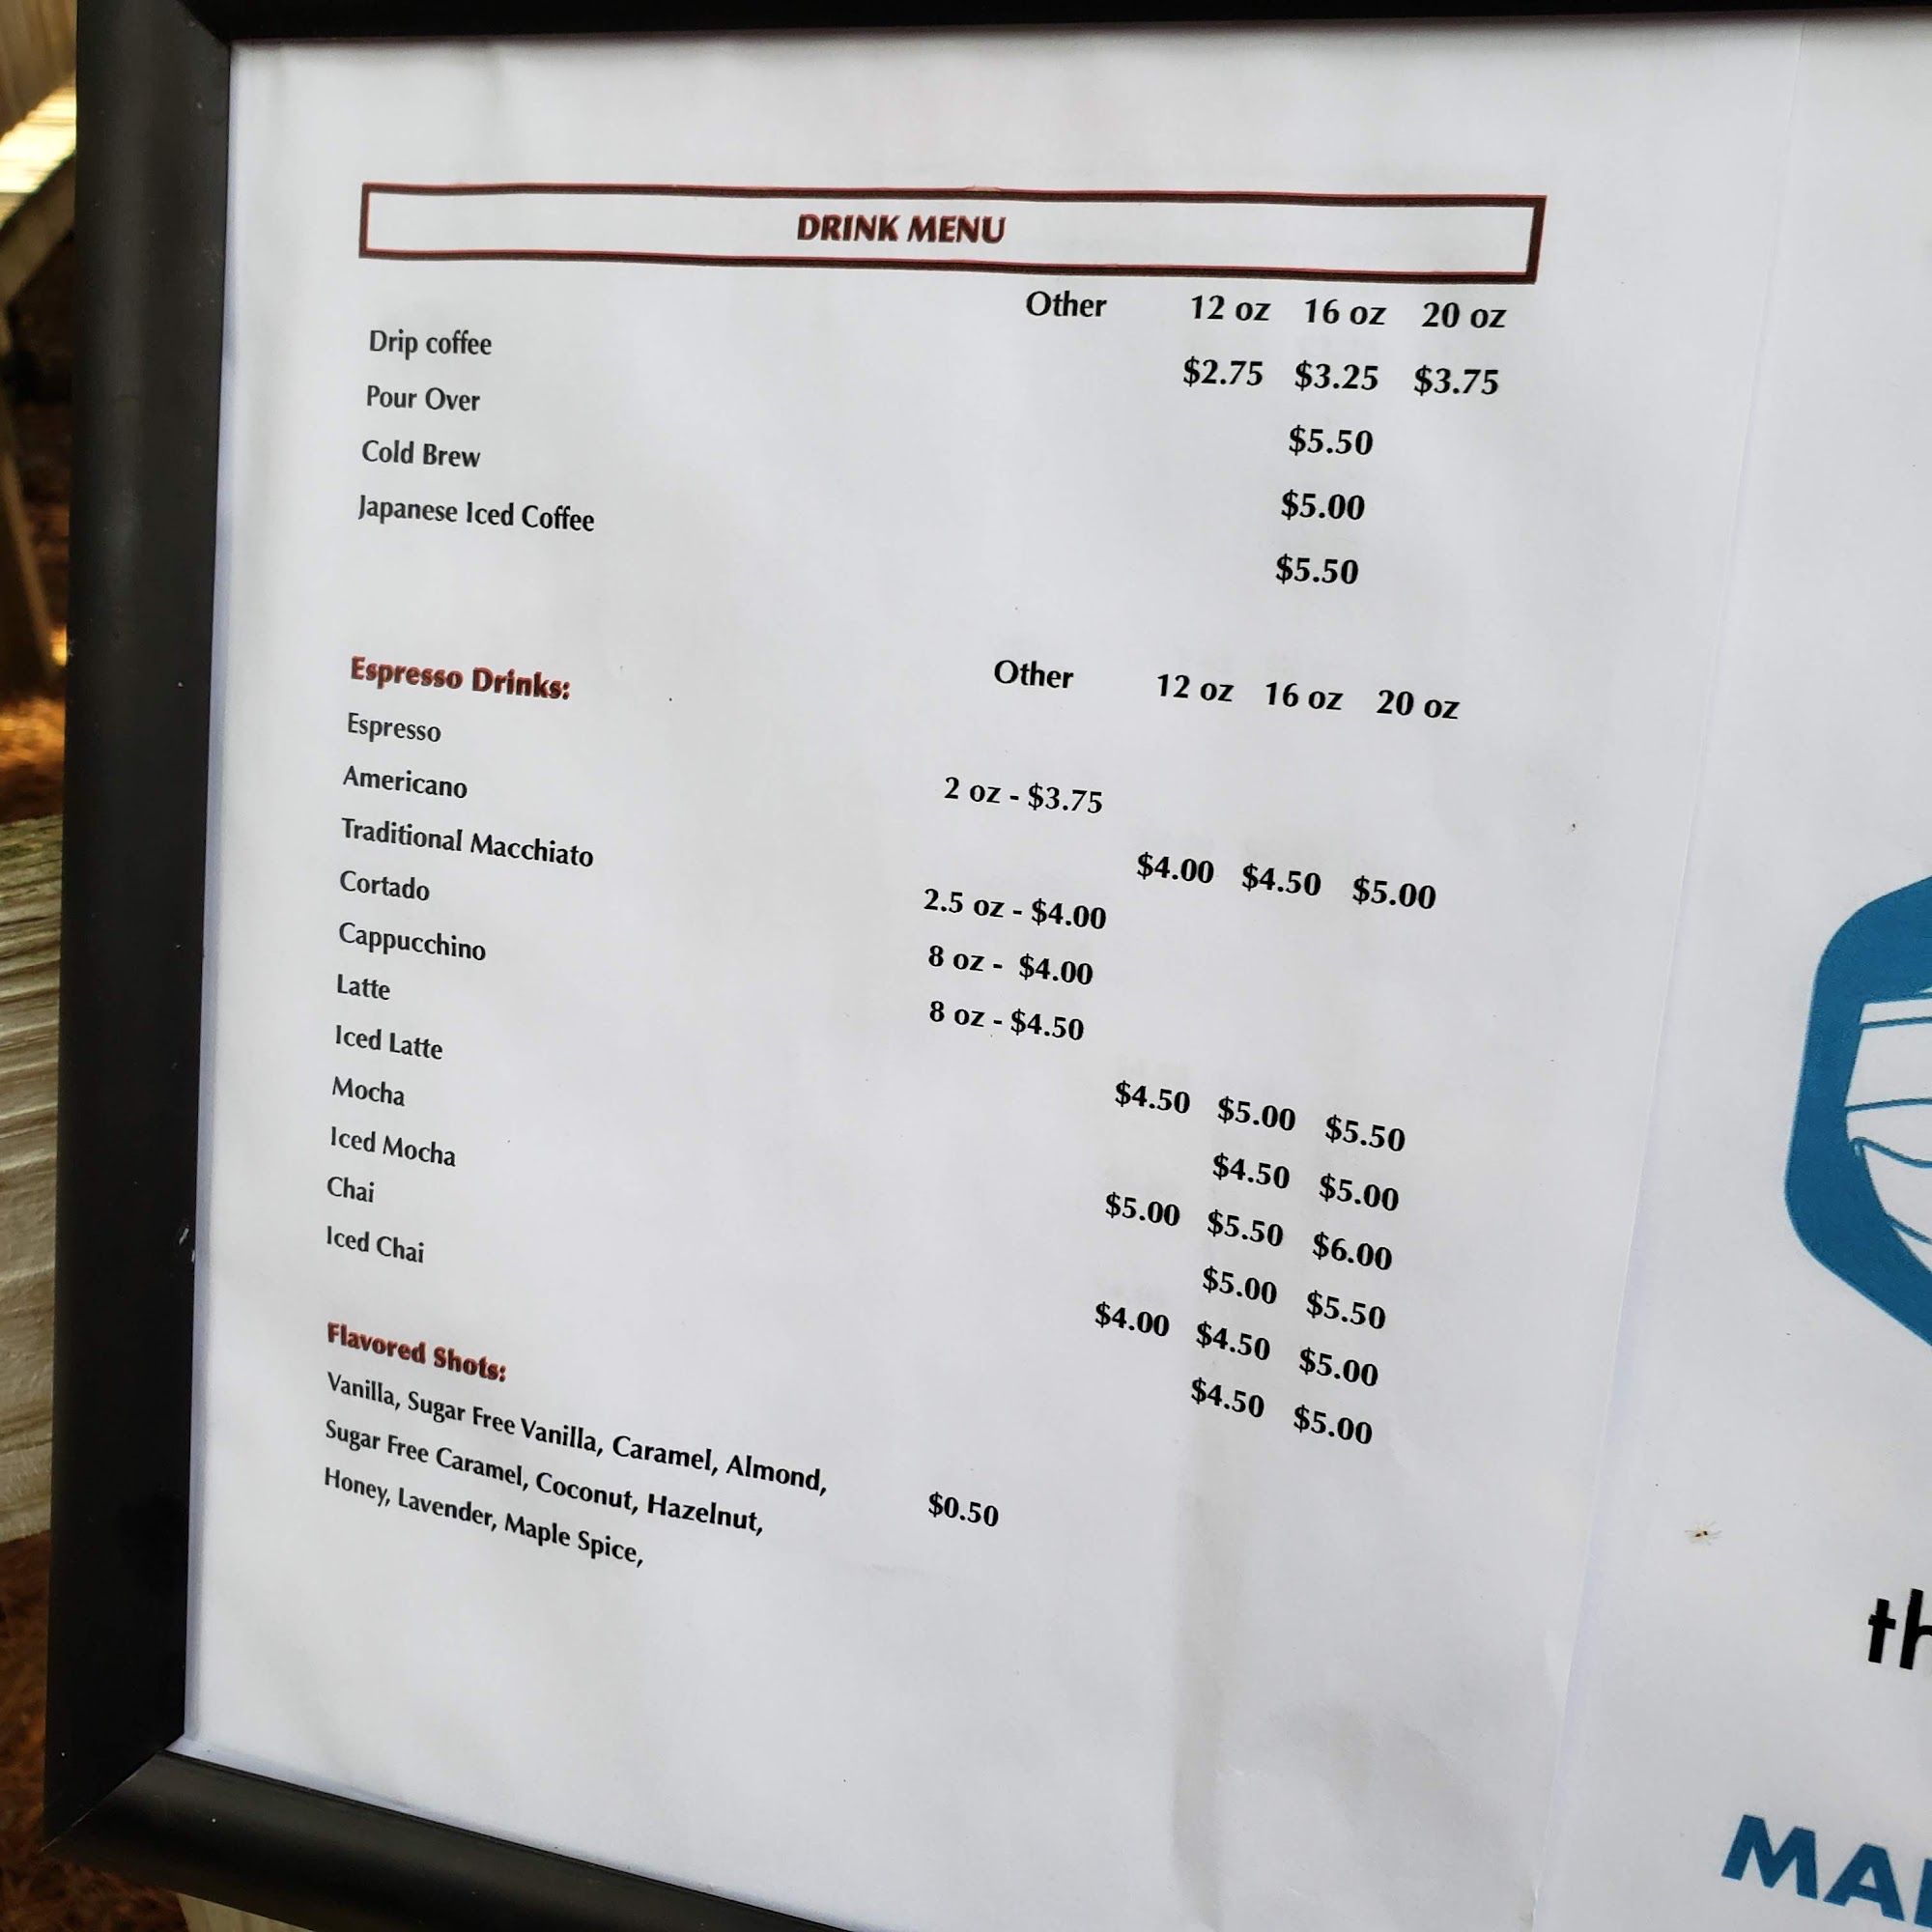 DRINK MENU
Other 12 oz 16 oz 20 oz
Drip coffee $2.75 $3.25 $3.75
Pour Over $5.50
Cold Brew $5.00
Japanese Iced Coffee $5.50
Espresso Drinks: Other 12 oz 16 oz 20 oz
Espresso 2 oz - $3.75
Americano $4.00 $4.50 $5.00
Traditional Macchiato 2.5 oz - $4.00
Cortado 8 oz - $4.00
Cappucchino 8 oz - $4.50
Latte $4.50 $5.00 $5.50
Iced Latte $4.50 $5.00
Mocha $5.00 $5.50 $6.00
Iced Mocha $5.00 $5.50
Chai $4.00 $4.50 $5.00
Iced Chai $4.50 $5.00
Flavored Shots:
Vanilla, Sugar Free Vanilla, Caramel, Almond,
Sugar Free Caramel, Coconut, Hazelnut, $0.50
Honey, Lavender, Maple Spice,